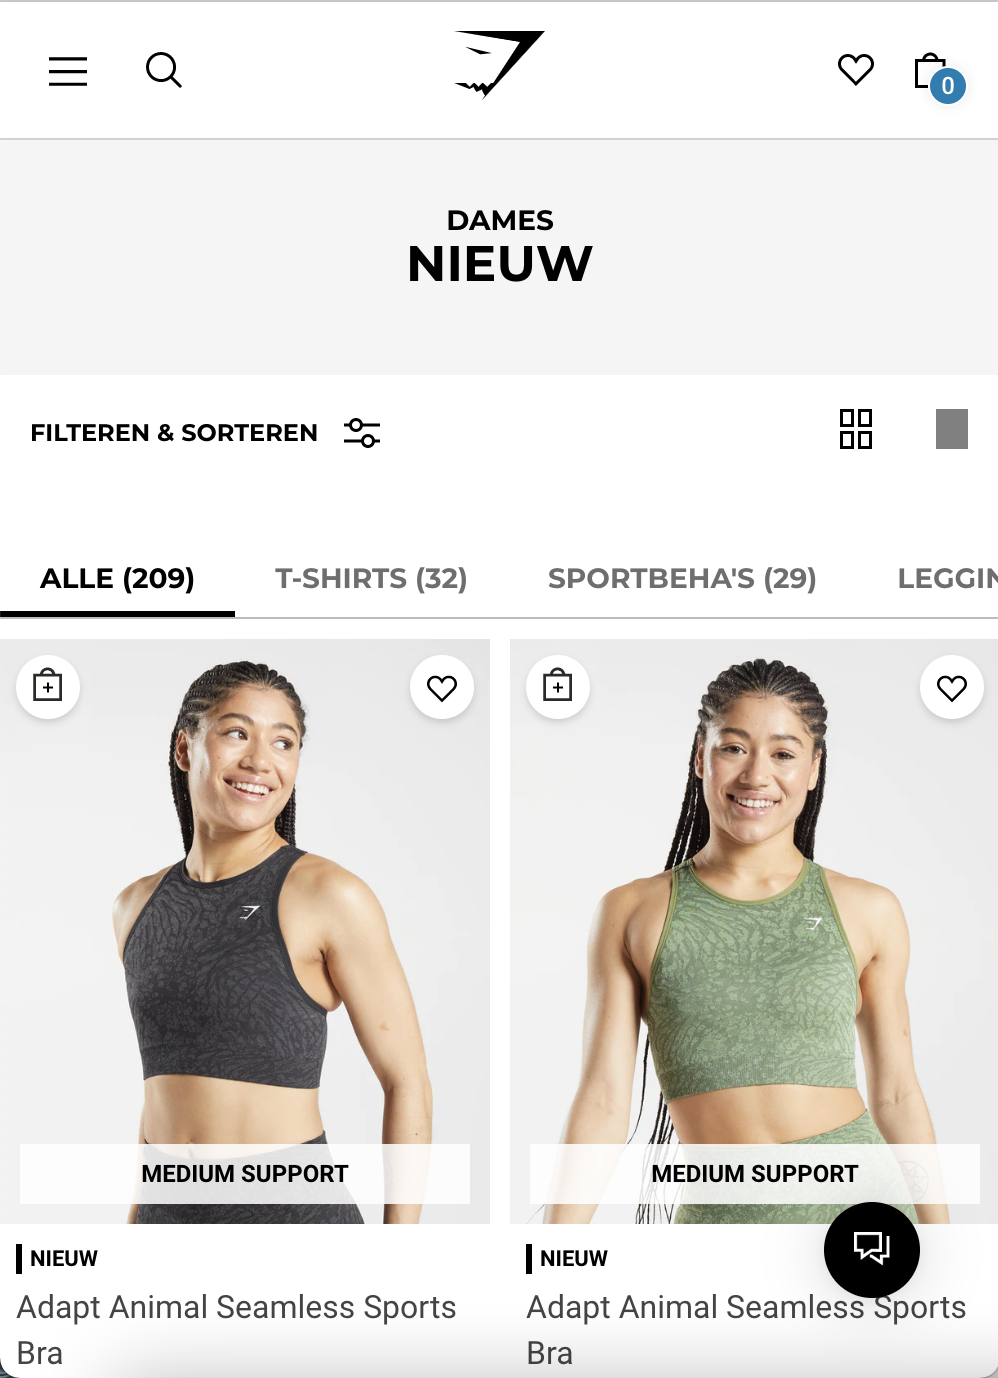 0
DAMES
NIEUW
FILTEREN & SORTEREN
ALLE (209)
T-SHIRTS (32)
SPORTBEHA'S (29)
LEGGIN
MEDIUM SUPPORT
MEDIUM SUPPORT
NIEUW
Adapt Animal Seamless Sports
Bra
NIEUW
Adapt Animal Seamless Sports
Bra